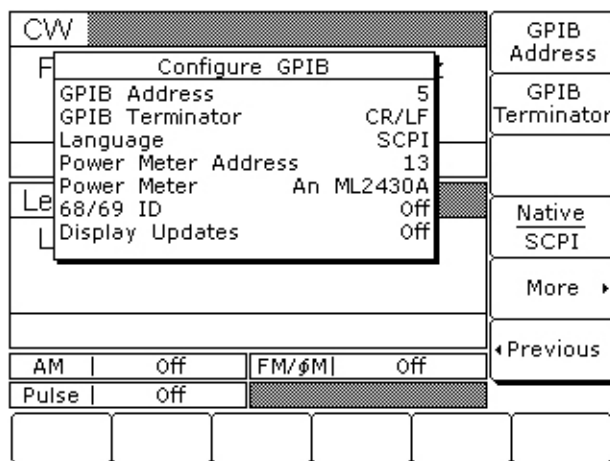 CW
F
z
Configure GPIB
GPIB Address 5
GPIB Terminator CR/LF
Language SCPI
Power Meter Address 13
Power Meter An ML2430A
68/69 ID Off
Display Updates Off
Le
L
AM | Off
FM/ϕM| Off
Pulse | Off
GPIB
Address
GPIB
Terminator
Native
SCPI
More
Previous